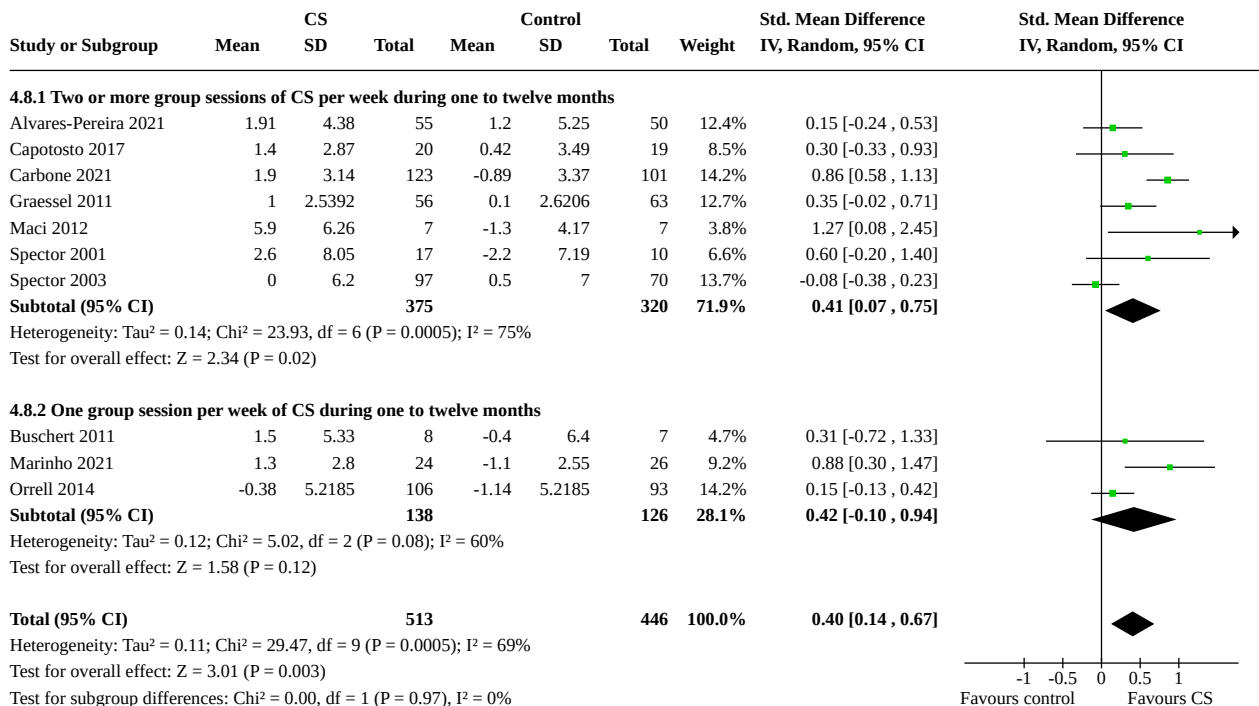 CS Control Std. Mean Difference Std. Mean Difference
Study or Subgroup Mean SD Total Mean SD Total Weight IV, Random, 95% CI IV, Random, 95% CI
4.8.1 Two or more group sessions of CS per week during one to twelve months
Alvares-Pereira 2021 1.91 4.38 55 1.2 5.25 50 12.4% 0.15 [-0.24 , 0.53]
Capotosto 2017 1.4 2.87 20 0.42 3.49 19 8.5% 0.30 [-0.33 , 0.93]
Carbone 2021 1.9 3.14 123 -0.89 3.37 101 14.2% 0.86 [0.58 , 1.13]
Graessel 2011 1 2.5392 56 0.1 2.6206 63 12.7% 0.35 [-0.02 , 0.71]
Maci 2012 5.9 6.26 7 -1.3 4.17 7 3.8% 1.27 [0.08 , 2.45]
Spector 2001 2.6 8.05 17 -2.2 7.19 10 6.6% 0.60 [-0.20 , 1.40]
Spector 2003 0 6.2 97 0.5 7 70 13.7% -0.08 [-0.38 , 0.23]
Subtotal (95% CI) 375 320 71.9% 0.41 [0.07 , 0.75]
Heterogeneity: Tau² = 0.14; Chi² = 23.93, df = 6 (P = 0.0005); I² = 75%
Test for overall effect: Z = 2.34 (P = 0.02)
4.8.2 One group session per week of CS during one to twelve months
Buschert 2011 1.5 5.33 8 -0.4 6.4 7 4.7% 0.31 [-0.72 , 1.33]
Marinho 2021 1.3 2.8 24 -1.1 2.55 26 9.2% 0.88 [0.30 , 1.47]
Orrell 2014 -0.38 5.2185 106 -1.14 5.2185 93 14.2% 0.15 [-0.13 , 0.42]
Subtotal (95% CI) 138 126 28.1% 0.42 [-0.10 , 0.94]
Heterogeneity: Tau² = 0.12; Chi² = 5.02, df = 2 (P = 0.08); I² = 60%
Test for overall effect: Z = 1.58 (P = 0.12)
Total (95% CI) 513 446 100.0% 0.40 [0.14 , 0.67]
Heterogeneity: Tau² = 0.11; Chi² = 29.47, df = 9 (P = 0.0005); I² = 69%
Test for overall effect: Z = 3.01 (P = 0.003)
-1 -0.5 0 0.5 1
Test for subgroup differences: Chi² = 0.00, df = 1 (P = 0.97), I² = 0%
Favours control Favours CS